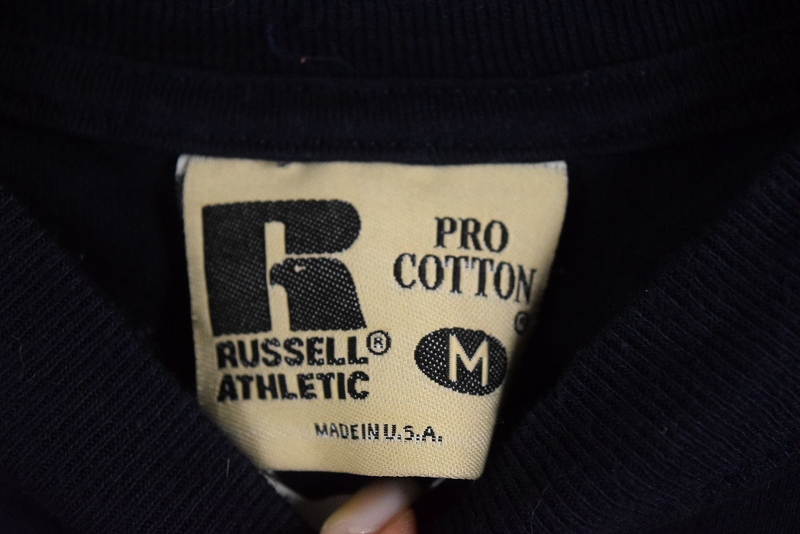 PRO
COTTON
RUSSELL®
ATHLETIC
M
MADE IN U.S.A.